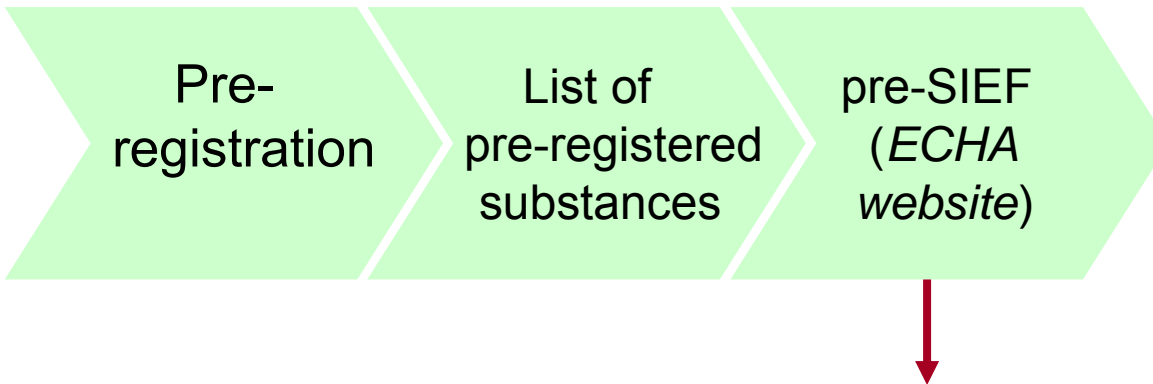 Pre-
registration
List of
pre-registered
substances
pre-SIEF
(ECHA
website)